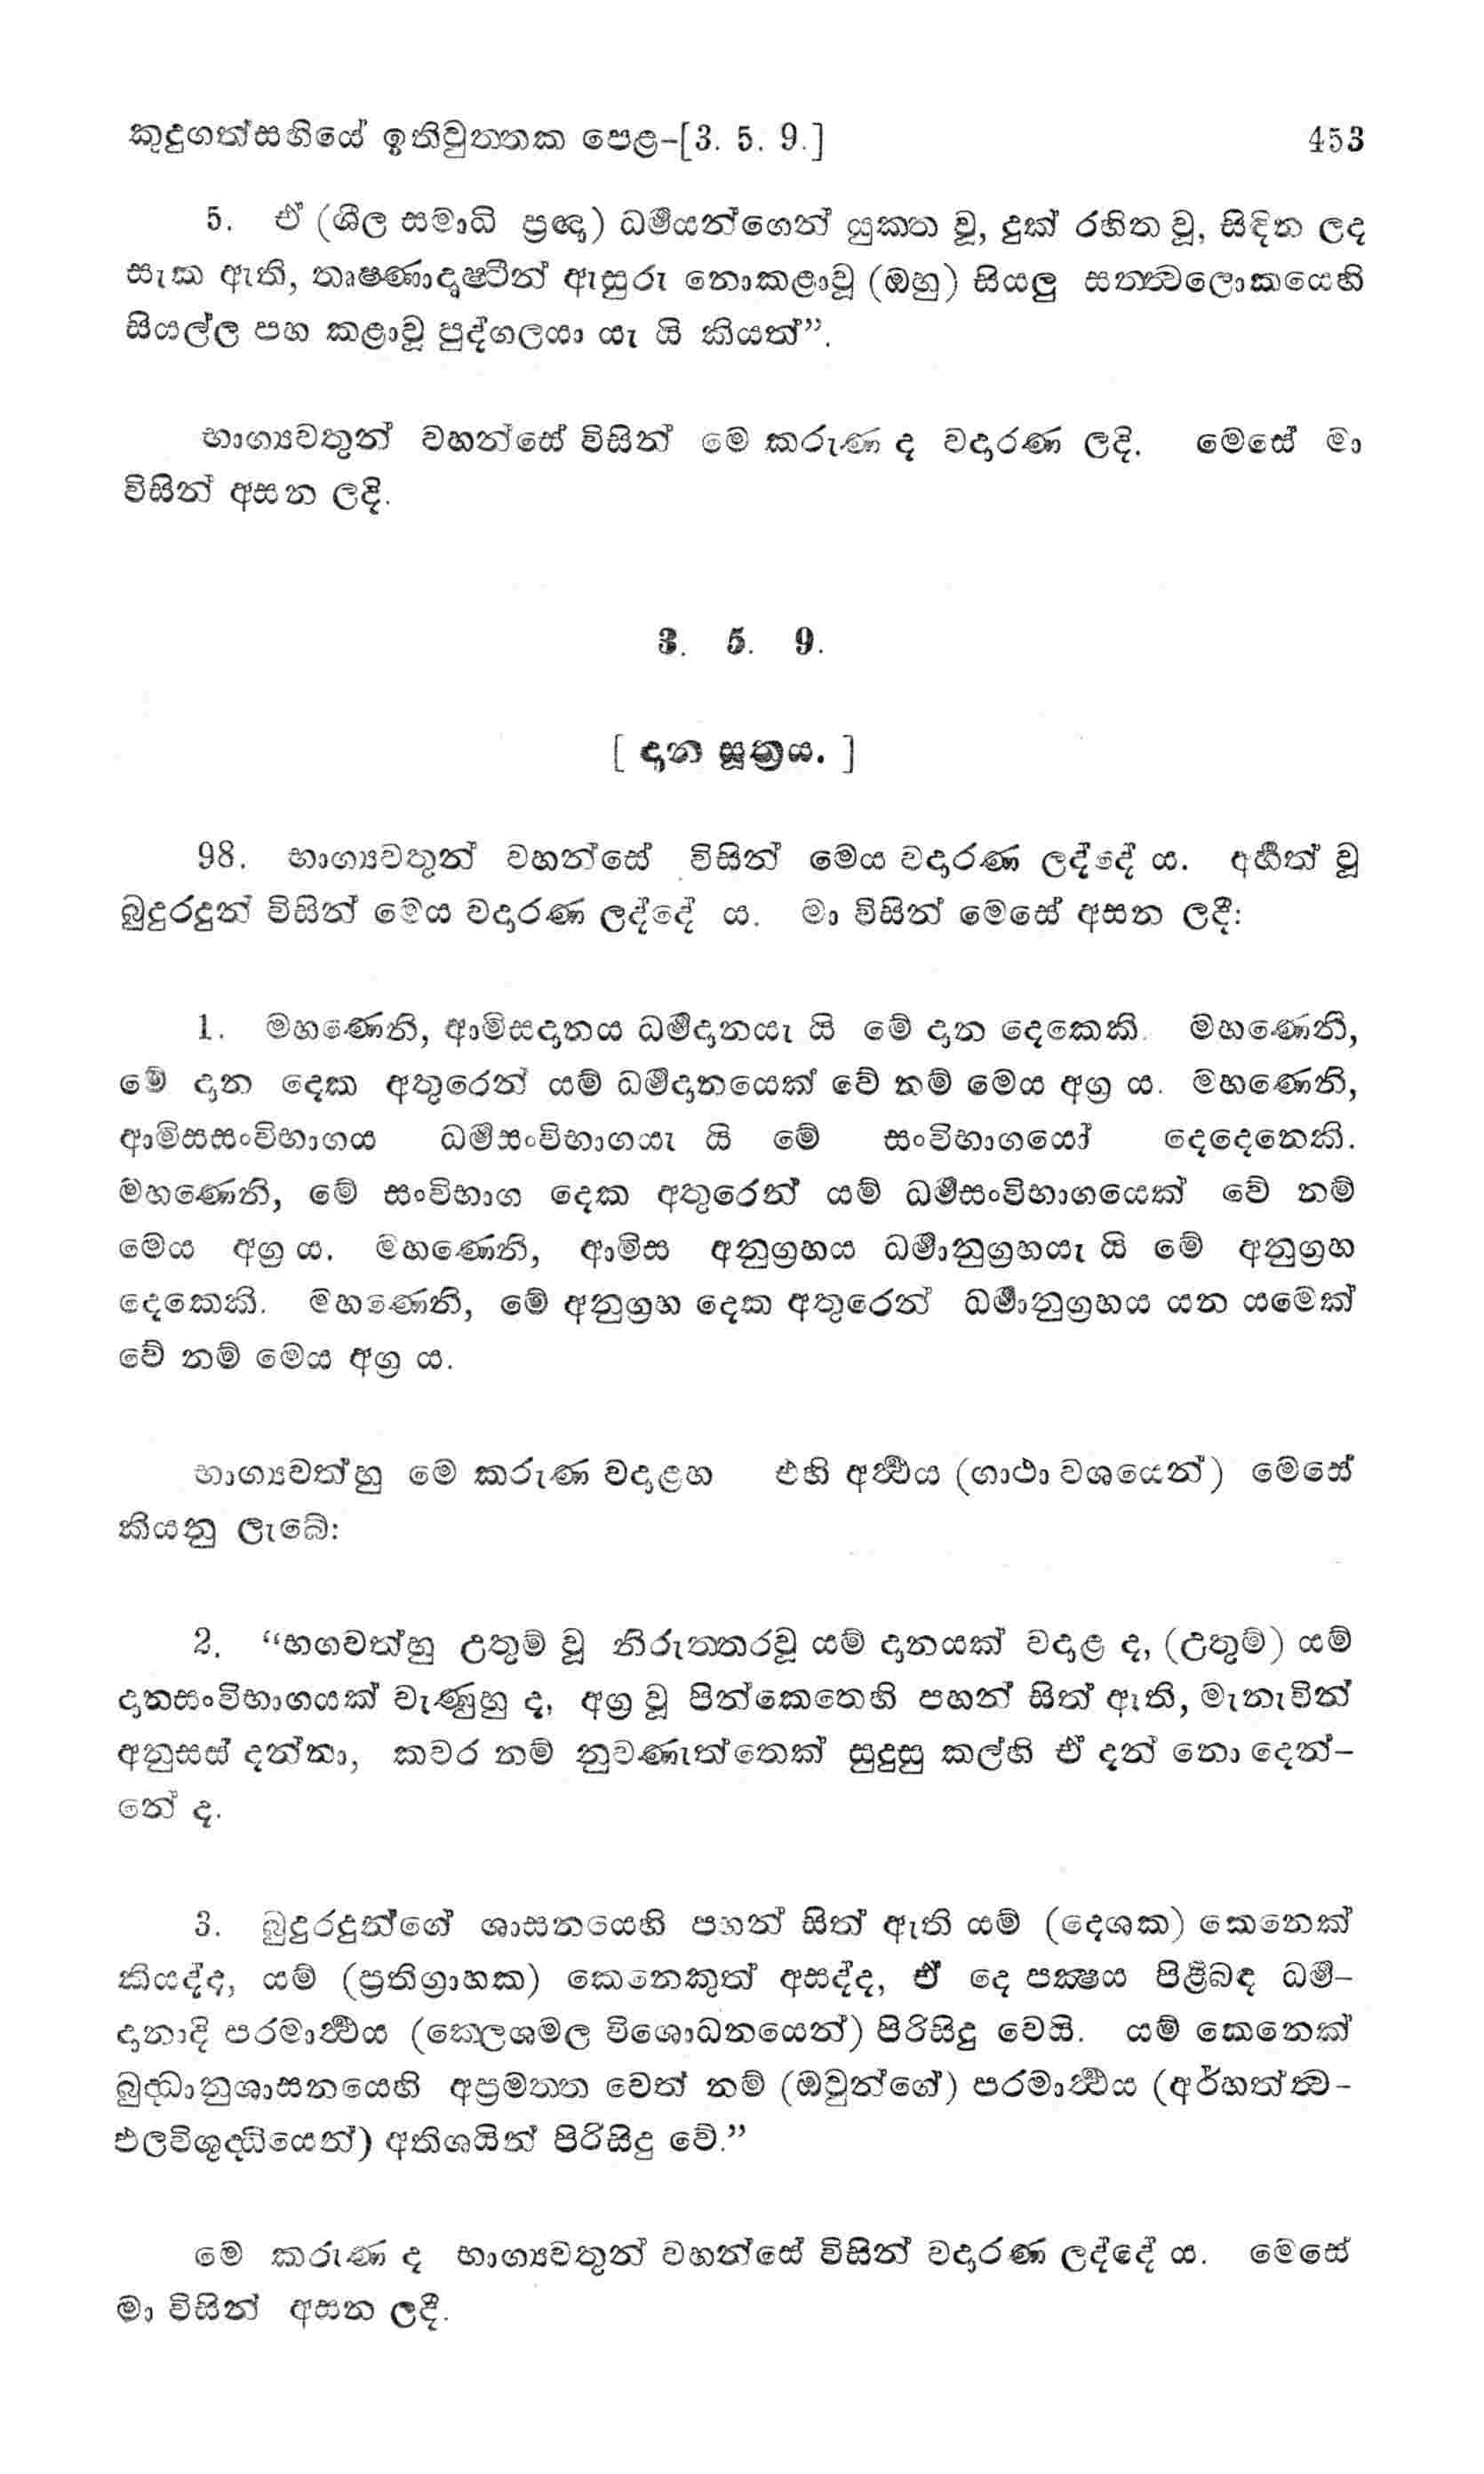 කුදුගත්සඟියේ ඉතිවුත්තක පෙළ–[3. 5. 9.] 453
5. ඒ (ශීල සමාධි ප්‍රඥා) ධර්‍මයන්ගෙන් යුක්ත වූ, දුක් රහිත වූ, සිඳින ලද
සැක ඇති, තෘෂ්ණාදෘෂ්ටීන් ඇසුරු නොකළාවූ (ඔහු) සියලු සත්ත්‍වලොකයෙහි
සියල්ල පහ කළාවූ පුද්ගලයා යැ යි කියත්”.
භාග්‍යවතුන් වහන්සේ විසින් මෙ කරුණ ද වදාරණ ලදි. මෙසේ මා
විසින් අසන ලදි.
3. 5. 9.
[ දාන සූත්‍රය. ]
98. භාග්‍යවතුන් වහන්සේ විසින් මෙය වදාරණ ලද්දේ ය. අර්‍හත් වූ
බුදුරදුන් විසින් මෙය වදාරණ ලද්දේ ය. මා විසින් මෙසේ අසන ලදී:
1. මහණෙනි, ආමිසදානය ධර්‍මදානයැ යි මේ දාන දෙකෙකි. මහණෙනි,
මේ දාන දෙක අතුරෙන් යම් ධර්‍මදානයෙක් වේ නම් මෙය අග්‍ර ය. මහණෙනි,
ආමිසසංවිභාගය ධර්‍මසංවිභාගයැ යි මේ සංවිභාගයෝ දෙදෙනෙකි.
මහණෙනි, මේ සංවිභාග දෙක අතුරෙන් යම් ධර්‍මසංවිභාගයෙක් වේ නම්
මෙය අග්‍ර ය. මහණෙනි, ආමිස අනුග්‍රහය ධර්‍මානුග්‍රහයැ යි මේ අනුග්‍රහ
දෙකෙකි. මහණෙනි, මේ අනුග්‍රහ දෙක අතුරෙන් ධර්‍මානුග්‍රහය යන යමෙක්
වේ නම් මෙය අග්‍ර ය.
භාග්‍යවත්හු මෙ කරුණ වදාළහ එහි අර්‍ථය (ගාථා වශයෙන්) මෙසේ
කියනු ලැබේ:
2. “භගවත්හු උතුම් වූ නිරුත්තරවූ යම් දානයක් වදාළ ද, (උතුම්) යම්
දානසංවිභාගයක් වැණුහු ද, අග්‍ර වූ පින්කෙතෙහි පහන් සිත් ඇති, මැනැවින්
අනුසස් දන්නා, කවර නම් නුවණැත්තෙක් සුදුසු කල්හි ඒ දන් නො දෙන්–
නේ ද.
3. බුදුරදුන්ගේ ශාසනයෙහි පහන් සිත් ඇති යම් (දෙශක) කෙනෙක්
කියද්ද, යම් (ප්‍රතිග්‍රාහක) කෙනෙකුත් අසද්ද, ඒ දෙ පක්‍ෂය පිළිබඳ ධර්‍ම–
දානාදි පරමාර්‍ථය (කෙලශමල විශොධනයෙන්) පිරිසිදු වෙයි. යම් කෙනෙක්
බුද්ධානුශාසනයෙහි අප්‍රමත්ත වෙත් නම් (ඔවුන්ගේ) පරමාර්‍ථය (අර්හත්ත්‍ව–
ඵලවිශුද්ධියෙන්) අතිශයින් පිරිසිදු වේ.”
මෙ කරුණ ද භාග්‍යවතුන් වහන්සේ විසින් වදාරණ ලද්දේ ය. මෙසේ
මා විසින් අසන ලදී.